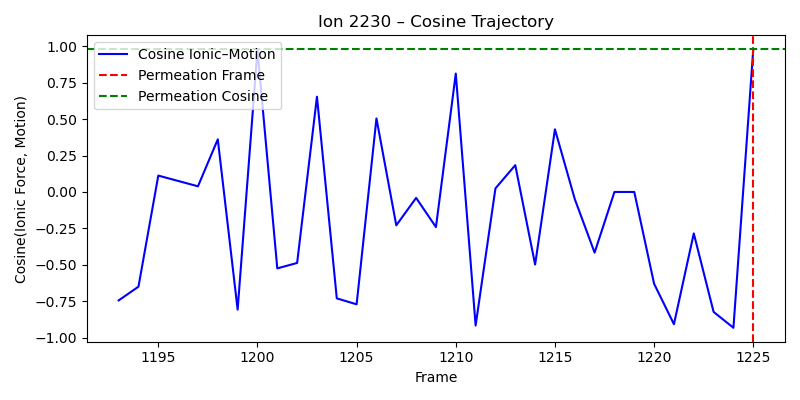 Ion 2230 – Cosine Trajectory
Cosine Ionic–Motion
Permeation Frame
Permeation Cosine
Cosine(Ionic Force, Motion)
1.00
0.75
0.50
0.25
0.00
−0.25
−0.50
−0.75
−1.00
1195 1200 1205 1210 1215 1220 1225
Frame